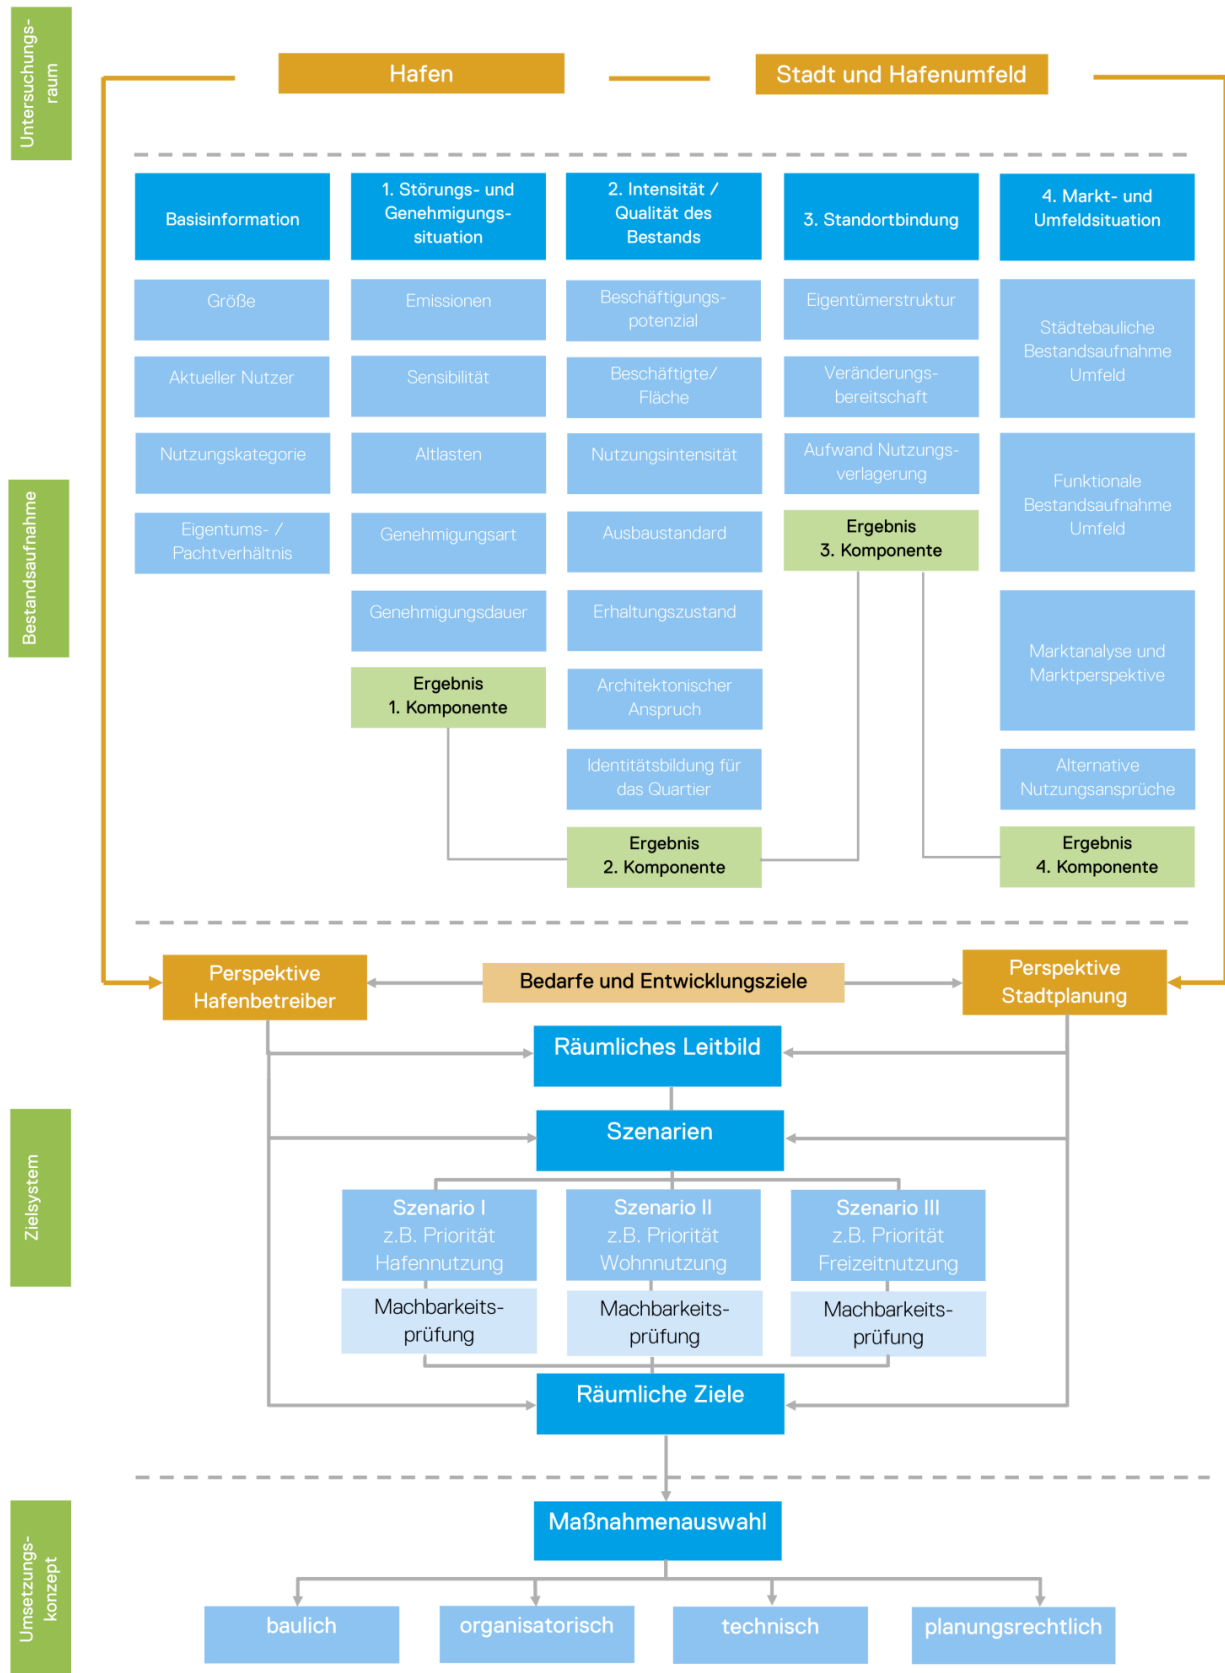 Untersuchungs-
raum
Hafen
Stadt und Hafenumfeld
Bestandsaufnahme
Basisinformation
Größe
Aktueller Nutzer
Nutzungskategorie
Eigentums- /
Pachtverhältnis
1. Störungs- und
Genehmigungs-
situation
Emissionen
Sensibilität
Altlasten
Genehmigungsart
Genehmigungsdauer
Ergebnis
1. Komponente
2. Intensität /
Qualität des
Bestands
Beschäftigungs-
potenzial
Beschäftigte/
Fläche
Nutzungsintensität
Ausbaustandard
Erhaltungszustand
Architektonischer
Anspruch
Identitätsbildung für
das Quartier
Ergebnis
2. Komponente
3. Standortbindung
Eigentümerstruktur
Veränderungs-
bereitschaft
Aufwand Nutzungs-
verlagerung
Ergebnis
3. Komponente
4. Markt- und
Umfeldsituation
Städtebauliche
Bestandsaufnahme
Umfeld
Funktionale
Bestandsaufnahme
Umfeld
Marktanalyse und
Marktperspektive
Alternative
Nutzungsansprüche
Ergebnis
4. Komponente
Zielsystem
Perspektive
Hafenbetreiber
Bedarfe und Entwicklungsziele
Perspektive
Stadtplanung
Räumliches Leitbild
Szenarien
Szenario I
z.B. Priorität
Hafennutzung
Szenario II
z.B. Priorität
Wohnnutzung
Szenario III
z.B. Priorität
Freizeitnutzung
Machbarkeits-
prüfung
Machbarkeits-
prüfung
Machbarkeits-
prüfung
Räumliche Ziele
Umsetzungs-
konzept
Maßnahmenauswahl
baulich
organisatorisch
technisch
planungsrechtlich